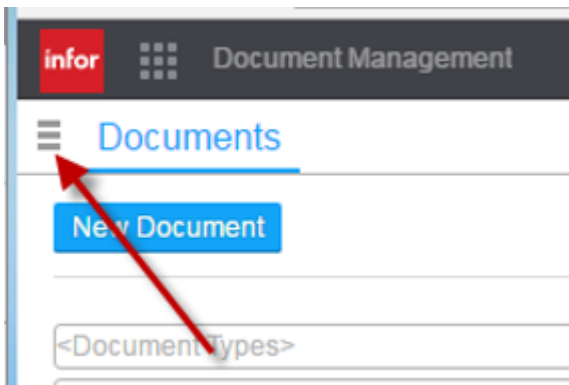 infor Document Management
Documents
New Document
<Document Types>